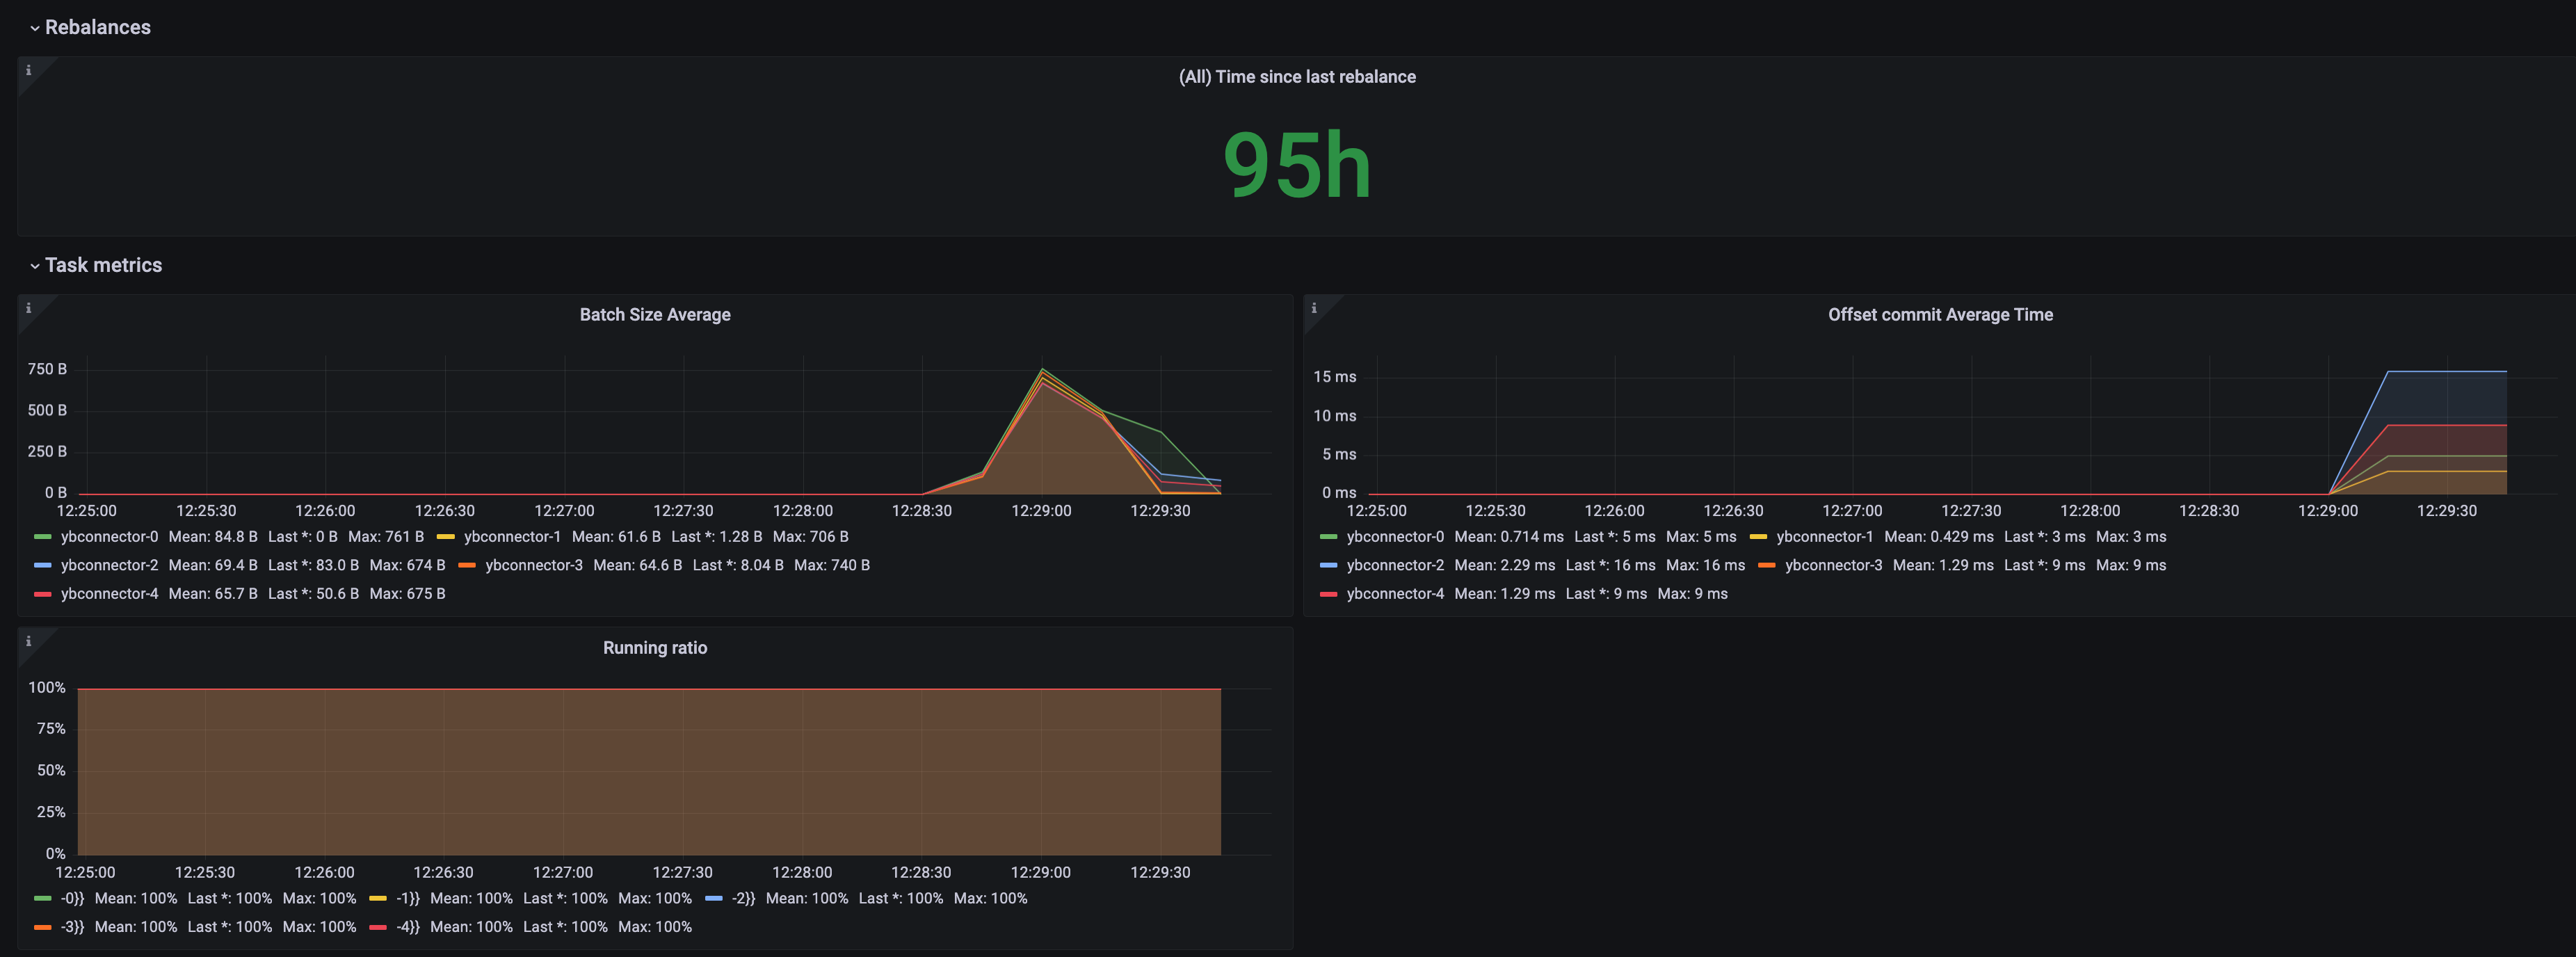 Rebalances
(All) Time since last rebalance
95h
Task metrics
Batch Size Average
750 B
500 B
250 B
0 B
12:25:00 12:25:30 12:26:00 12:26:30 12:27:00 12:27:30 12:28:00 12:28:30 12:29:00 12:29:30
ybconnector-0 Mean: 84.8 B Last *: 0 B Max: 761 B ybconnector-1 Mean: 61.6 B Last *: 1.28 B Max: 706 B
ybconnector-2 Mean: 69.4 B Last *: 83.0 B Max: 674 B ybconnector-3 Mean: 64.6 B Last *: 8.04 B Max: 740 B
ybconnector-4 Mean: 65.7 B Last *: 50.6 B Max: 675 B
Offset commit Average Time
15 ms
10 ms
5 ms
0 ms
12:25:00 12:25:30 12:26:00 12:26:30 12:27:00 12:27:30 12:28:00 12:28:30 12:29:00 12:29:30
ybconnector-0 Mean: 0.714 ms Last *: 5 ms Max: 5 ms ybconnector-1 Mean: 0.429 ms Last *: 3 ms Max: 3 ms
ybconnector-2 Mean: 2.29 ms Last *: 16 ms Max: 16 ms ybconnector-3 Mean: 1.29 ms Last *: 9 ms Max: 9 ms
ybconnector-4 Mean: 1.29 ms Last *: 9 ms Max: 9 ms
Running ratio
100%
75%
50%
25%
0%
12:25:00 12:25:30 12:26:00 12:26:30 12:27:00 12:27:30 12:28:00 12:28:30 12:29:00 12:29:30
-0}} Mean: 100% Last *: 100% Max: 100% -1}} Mean: 100% Last *: 100% Max: 100% -2}} Mean: 100% Last *: 100% Max: 100%
-3}} Mean: 100% Last *: 100% Max: 100% -4}} Mean: 100% Last *: 100% Max: 100%